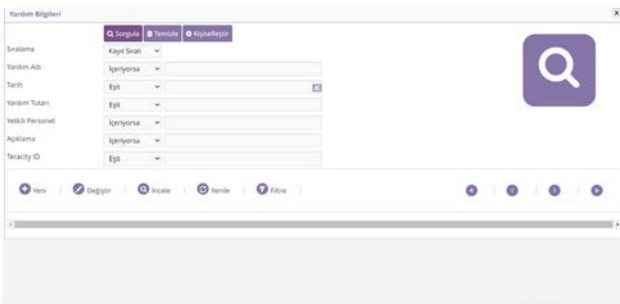 Yardım Bilgileri
Sorgula Temizle Kişiselleştir
Sıralama Kayıt Sıralı
Yardım Adı İçeriyorsa
Tarih Eşit
Yardım Tutarı Eşit
Yetkili Personel İçeriyorsa
Açıklama İçeriyorsa
Teracity ID Eşit
Yeni Değiştir İncele Yenile Filtre